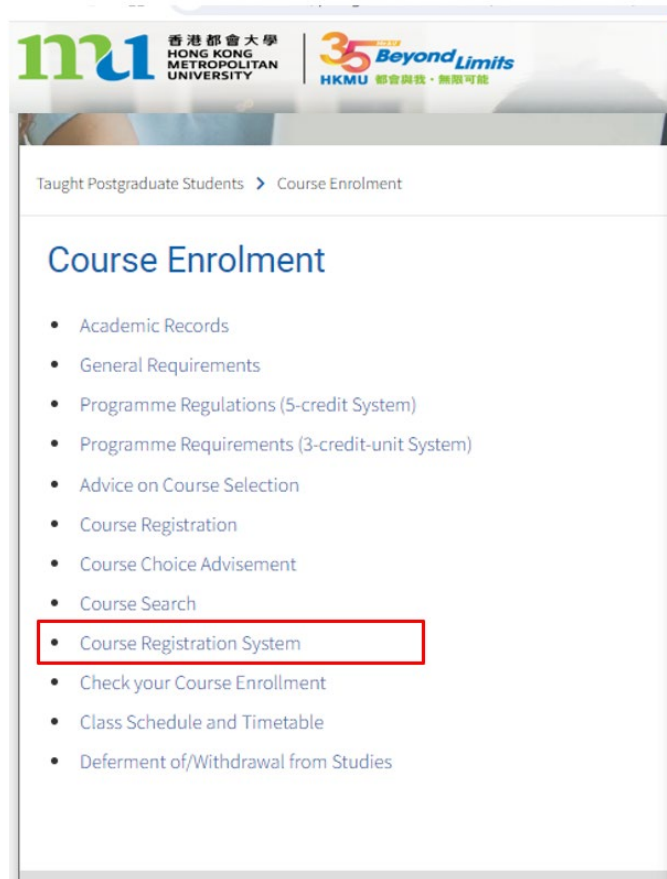 香港都會大學
HONG KONG
METROPOLITAN
UNIVERSITY
35
Beyond Limits
HKMU 都會與我・無限可能
Taught Postgraduate Students > Course Enrolment
Course Enrolment
• Academic Records
• General Requirements
• Programme Regulations (5-credit System)
• Programme Requirements (3-credit-unit System)
• Advice on Course Selection
• Course Registration
• Course Choice Advisement
• Course Search
• Course Registration System
• Check your Course Enrollment
• Class Schedule and Timetable
• Deferment of/Withdrawal from Studies